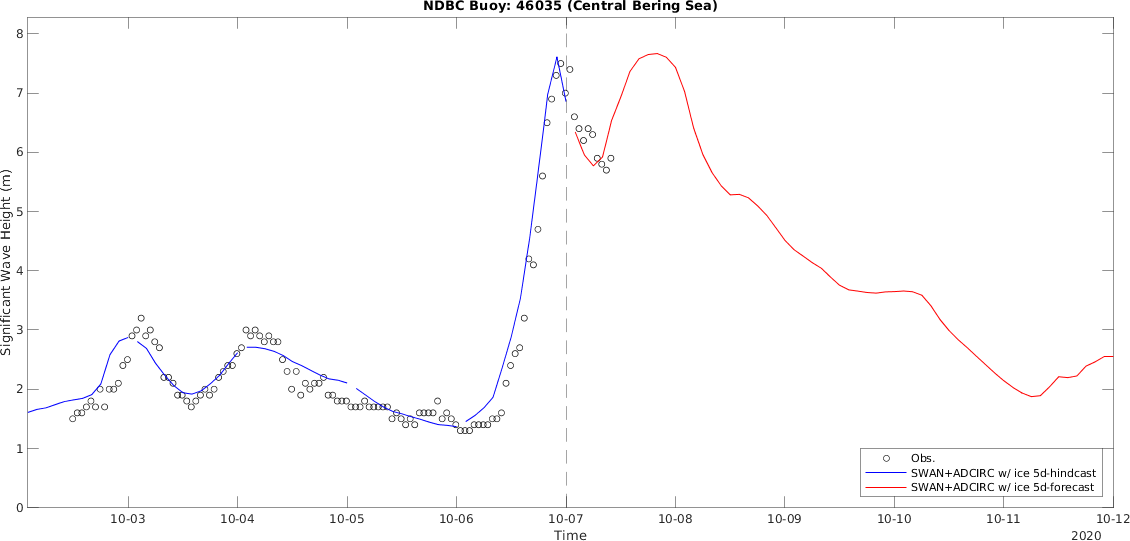 NDBC Buoy: 46035 (Central Bering Sea)
8
7
6
5
4
3
2
1
0
Significant Wave Height (m)
Obs.
SWAN+ADCIRC w/ ice 5d-hindcast
SWAN+ADCIRC w/ ice 5d-forecast
10-03 10-04 10-05 10-06 10-07 10-08 10-09 10-10 10-11 10-12
Time
2020